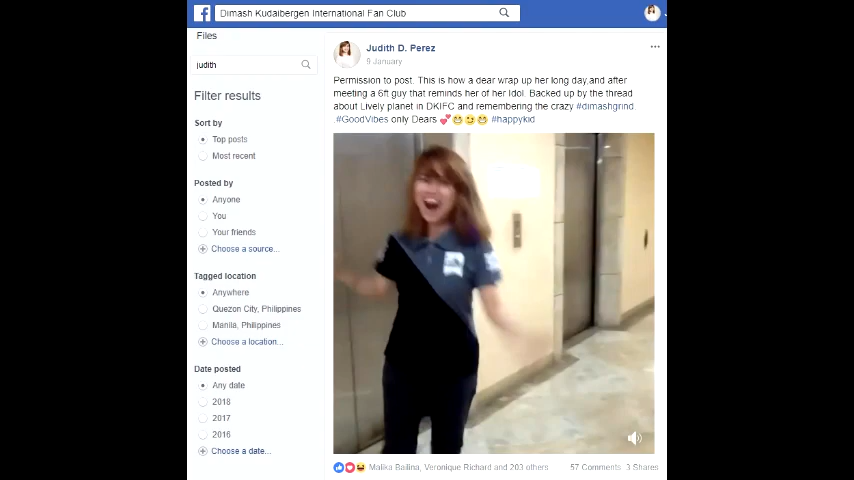 Dimash Kudaibergen International Fan Club
Files
judith
Filter results
Sort by
Top posts
Most recent
Posted by
Anyone
You
Your friends
Choose a source...
Tagged location
Anywhere
Quezon City, Philippines
Manila, Philippines
Choose a location...
Date posted
Any date
2018
2017
2016
Choose a date...
Judith D. Perez
9 January
Permission to post. This is how a dear wrap up her long day,and after
meeting a 6ft guy that reminds her of her Idol. Backed up by the thread
about Lively planet in DKIFC and remembering the crazy #dimashgrind.
.#GoodVibes only Dears 💕😁😉😁 #happykid
Malika Bailina, Veronique Richard and 203 others
57 Comments 3 Shares